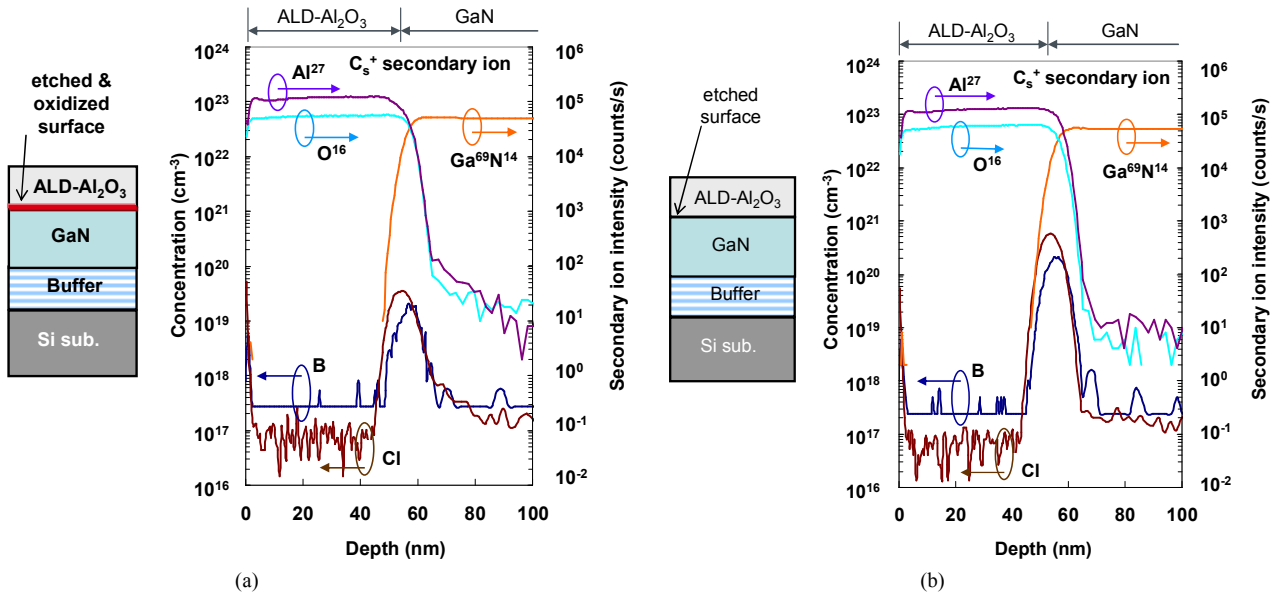 ALD-Al2O3
GaN
10^24
10^23
10^22
10^21
10^20
10^19
10^18
10^17
10^16
Concentration (cm^-3)
10^6
10^5
10^4
10^3
10^2
10^1
10^0
10^-1
10^-2
Secondary ion intensity (counts/s)
Cs^+ secondary ion
Al^27
O^16
Ga^69N^14
B
Cl
0
20
40
60
80
100
Depth (nm)
etched &
oxidized
surface
ALD-Al2O3
GaN
Buffer
Si sub.
(a)
ALD-Al2O3
GaN
10^24
10^23
10^22
10^21
10^20
10^19
10^18
10^17
10^16
Concentration (cm^-3)
10^6
10^5
10^4
10^3
10^2
10^1
10^0
10^-1
10^-2
Secondary ion intensity (counts/s)
Cs^+ secondary ion
Al^27
O^16
Ga^69N^14
B
Cl
0
20
40
60
80
100
Depth (nm)
etched
surface
ALD-Al2O3
GaN
Buffer
Si sub.
(b)